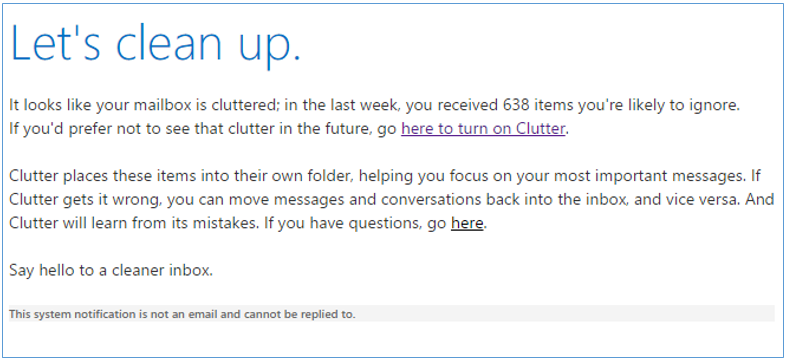 Let's clean up.
It looks like your mailbox is cluttered; in the last week, you received 638 items you're likely to ignore.
If you'd prefer not to see that clutter in the future, go here to turn on Clutter.
Clutter places these items into their own folder, helping you focus on your most important messages. If
Clutter gets it wrong, you can move messages and conversations back into the inbox, and vice versa. And
Clutter will learn from its mistakes. If you have questions, go here.
Say hello to a cleaner inbox.
This system notification is not an email and cannot be replied to.